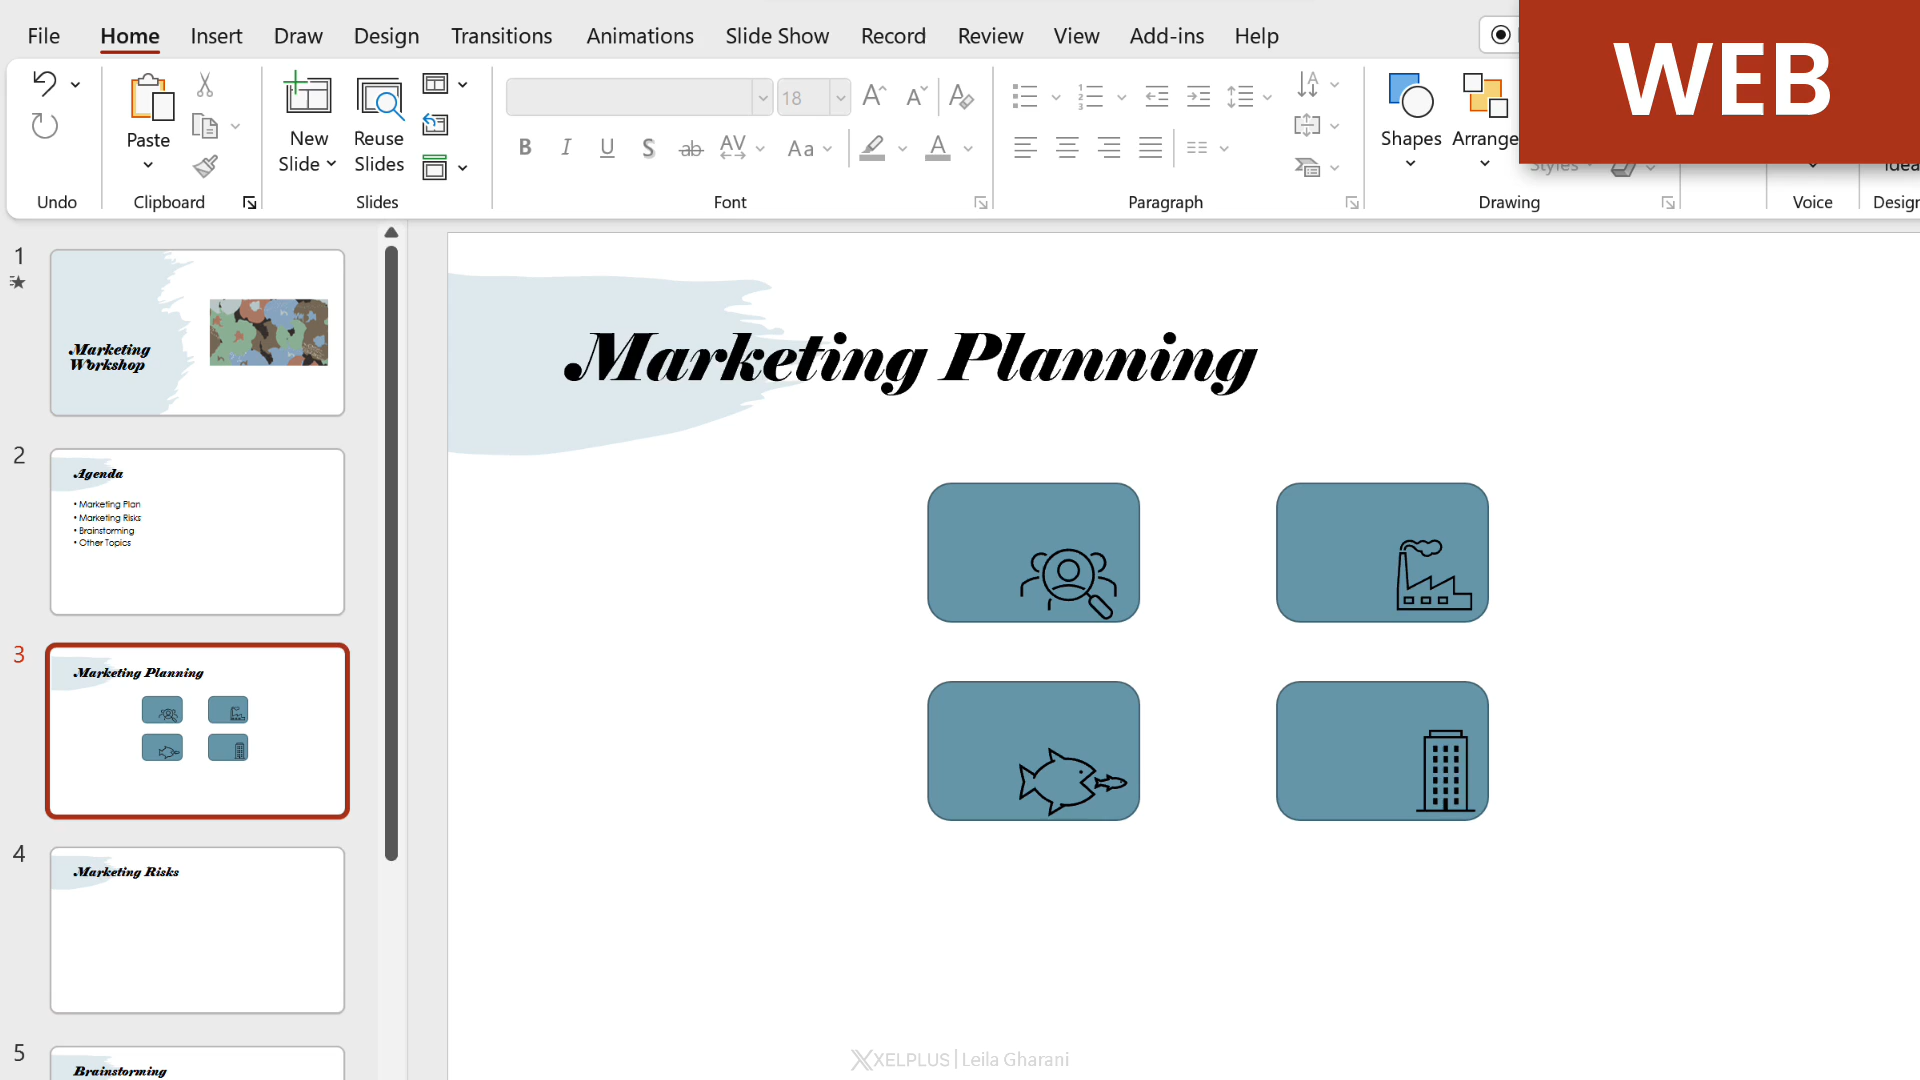 File Home Insert Draw Design Transitions Animations Slide Show Record Review View Add-ins Help
WEB
Paste
New Slide
Reuse Slides
18
Shapes
Arrange
Styles
Undo Clipboard Slides Font Paragraph Drawing Voice
1
Marketing
Workshop
2
Agenda
• Marketing Plan
• Marketing Risks
• Brainstorming
• Other Topics
3
Marketing Planning
4
Marketing Risks
5
Brainstorming
Marketing Planning
XELPLUS | Leila Gharani